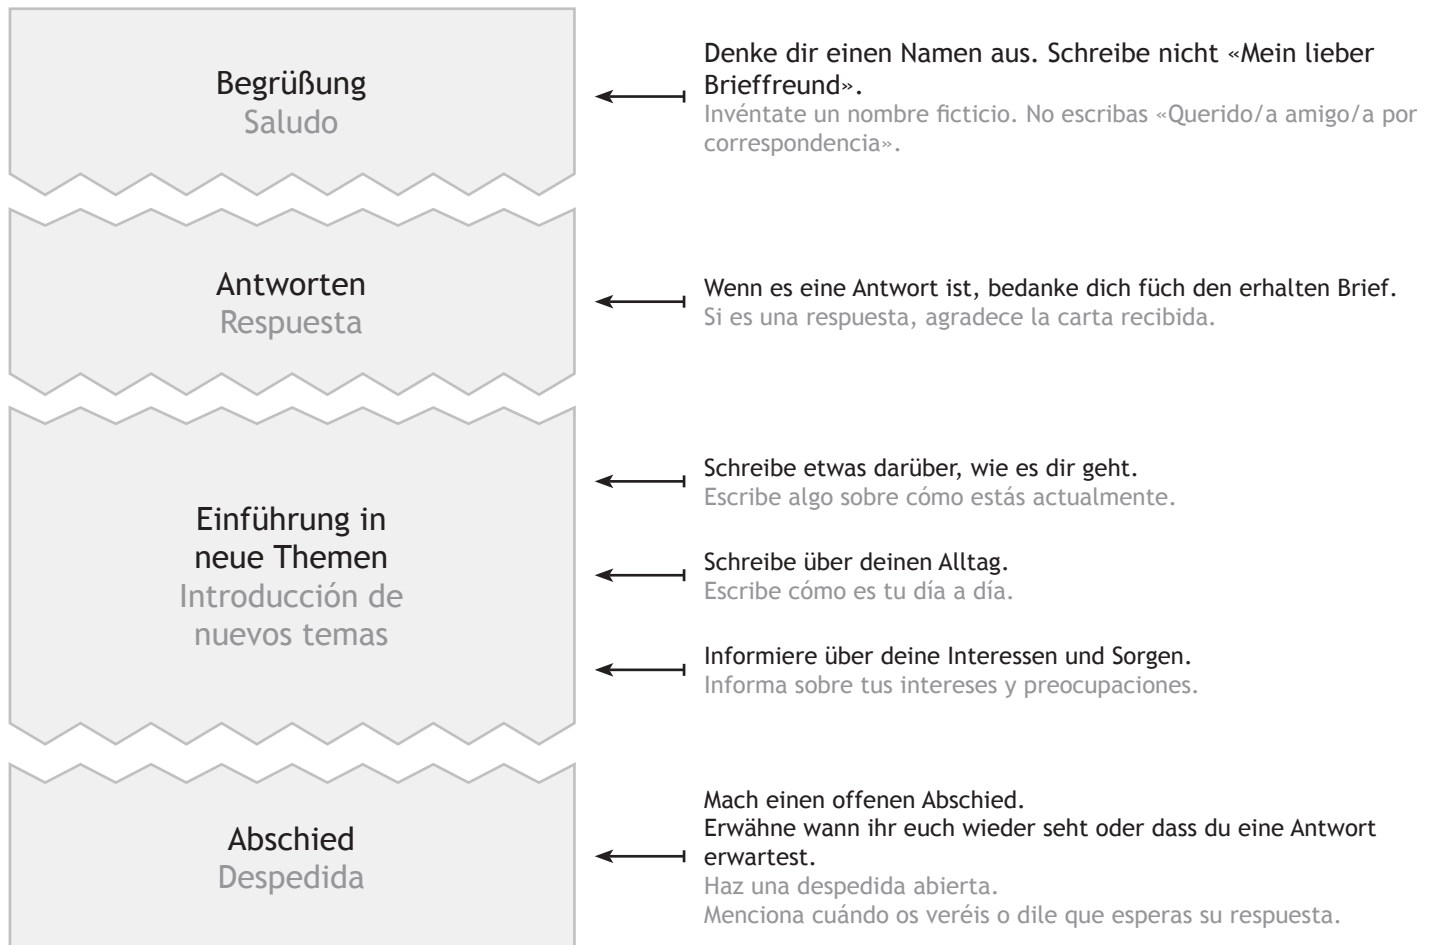 Begrüßung
Saludo
Denke dir einen Namen aus. Schreibe nicht «Mein lieber
Brieffreund».
Invéntate un nombre ficticio. No escribas «Querido/a amigo/a por
correspondencia».
Antworten
Respuesta
Wenn es eine Antwort ist, bedanke dich füch den erhalten Brief.
Si es una respuesta, agradece la carta recibida.
Einführung in
neue Themen
Introducción de
nuevos temas
Schreibe etwas darüber, wie es dir geht.
Escribe algo sobre cómo estás actualmente.
Schreibe über deinen Alltag.
Escribe cómo es tu día a día.
Informiere über deine Interessen und Sorgen.
Informa sobre tus intereses y preocupaciones.
Abschied
Despedida
Mach einen offenen Abschied.
Erwähne wann ihr euch wieder seht oder dass du eine Antwort
erwartest.
Haz una despedida abierta.
Menciona cuándo os veréis o dile que esperas su respuesta.